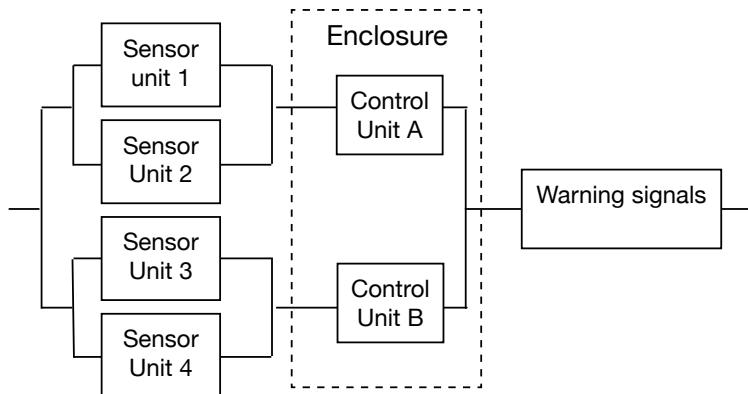 Enclosure
Sensor
unit 1
Sensor
Unit 2
Control
Unit A
Warning signals
Sensor
Unit 3
Sensor
Unit 4
Control
Unit B